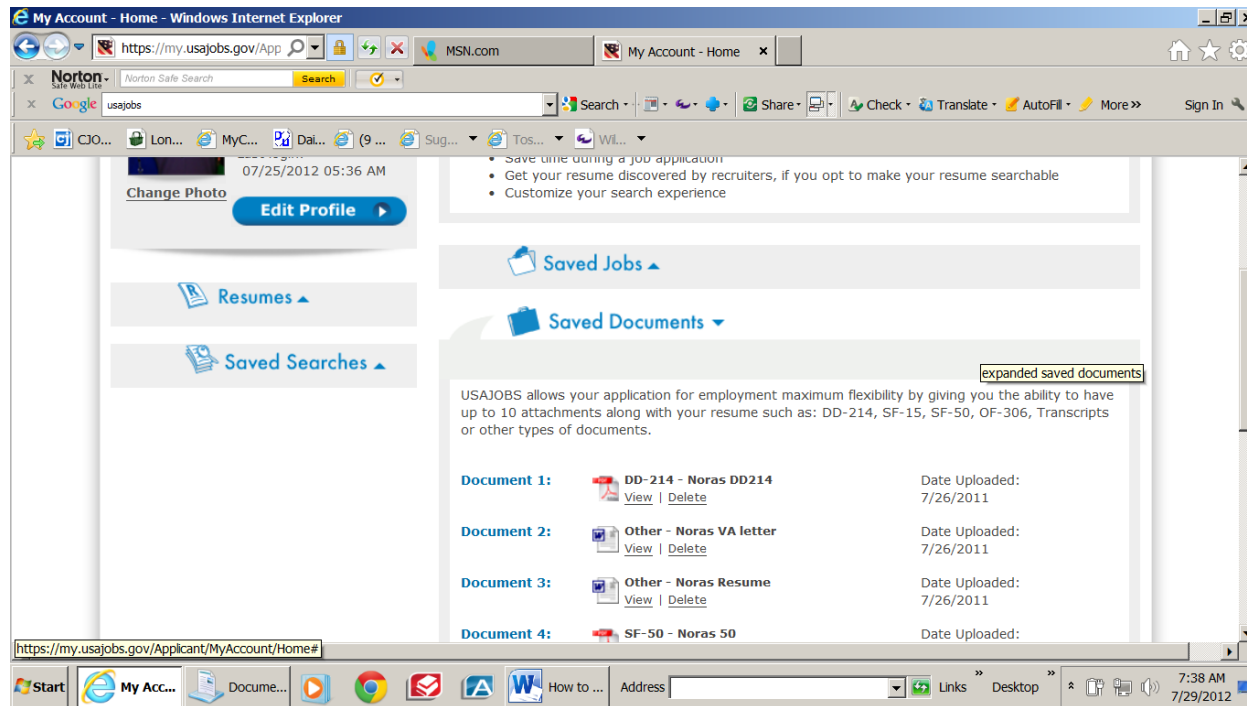 My Account - Home - Windows Internet Explorer
https://my.usajobs.gov/App
MSN.com
My Account - Home
x Norton Safe Web Lite
Norton Safe Search
Search
x Google usajobs
Search
Share
Check
Translate
AutoFill
More »
Sign In
CJO...
Lon...
MyC...
Dai...
(9 ...
Sug...
Tos...
Wil...
07/25/2012 05:36 AM
Change Photo
Edit Profile
Resumes
Saved Searches
• Save time during a job application
• Get your resume discovered by recruiters, if you opt to make your resume searchable
• Customize your search experience
Saved Jobs
Saved Documents
expanded saved documents
USAJOBS allows your application for employment maximum flexibility by giving you the ability to have
up to 10 attachments along with your resume such as: DD-214, SF-15, SF-50, OF-306, Transcripts
or other types of documents.
Document 1: DD-214 - Noras DD214 Date Uploaded:
View | Delete 7/26/2011
Document 2: Other - Noras VA letter Date Uploaded:
View | Delete 7/26/2011
Document 3: Other - Noras Resume Date Uploaded:
View | Delete 7/26/2011
Document 4: SF-50 - Noras 50 Date Uploaded:
https://my.usajobs.gov/Applicant/MyAccount/Home#
Start
My Acc...
Docume...
How to ...
Address
Links »
Desktop »
7:38 AM
7/29/2012